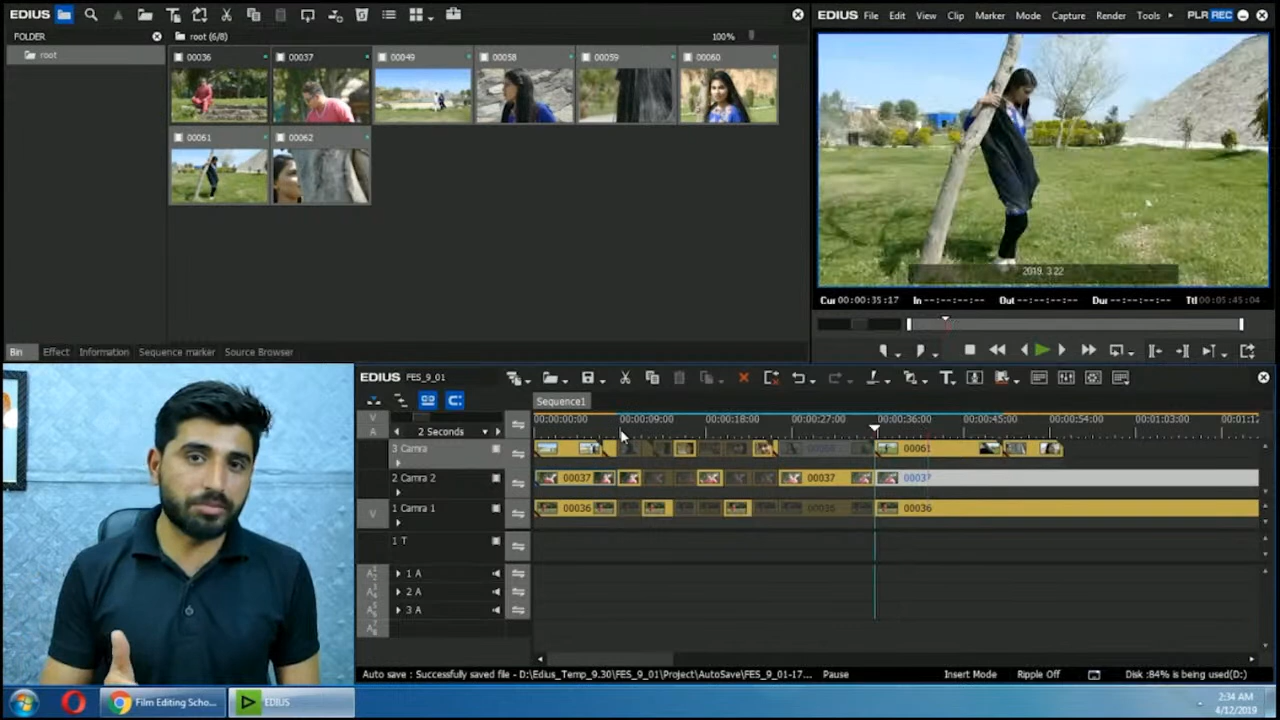 EDIUS
EDIUS File Edit View Clip Marker Mode Capture Render Tools PLR REC
FOLDER
root (6/8)
100%
root
00036
00037
00049
00058
00059
00060
00061
00062
2019. 3.22
Cur 00:00:35:17 In --:--:--:-- Out --:--:--:-- Dur --:--:--:-- Ttl 00:05:45:04
Bin Effect Information Sequence marker Source Browser
EDIUS FES_9_01
Sequence1
V
A
2 Seconds
00:00:00:00 00:00:09:00 00:00:18:00 00:00:27:00 00:00:36:00 00:00:45:00 00:00:54:00 00:01:03:00 00:01:12
3 Camra
00061
2 Camra 2
00037
00037
00037
V
1 Camra 1
00036
00036
00036
1 T
1 A
2 A
3 A
Auto save : Successfully saved file - D:\Edius_Temp_9.30\FES_9_01\Project\AutoSave\FES_9_01-17... Pause Insert Mode Ripple Off Disk :84% is being used(D:)
Film Editing Scho...
EDIUS
2:34 AM
4/12/2019